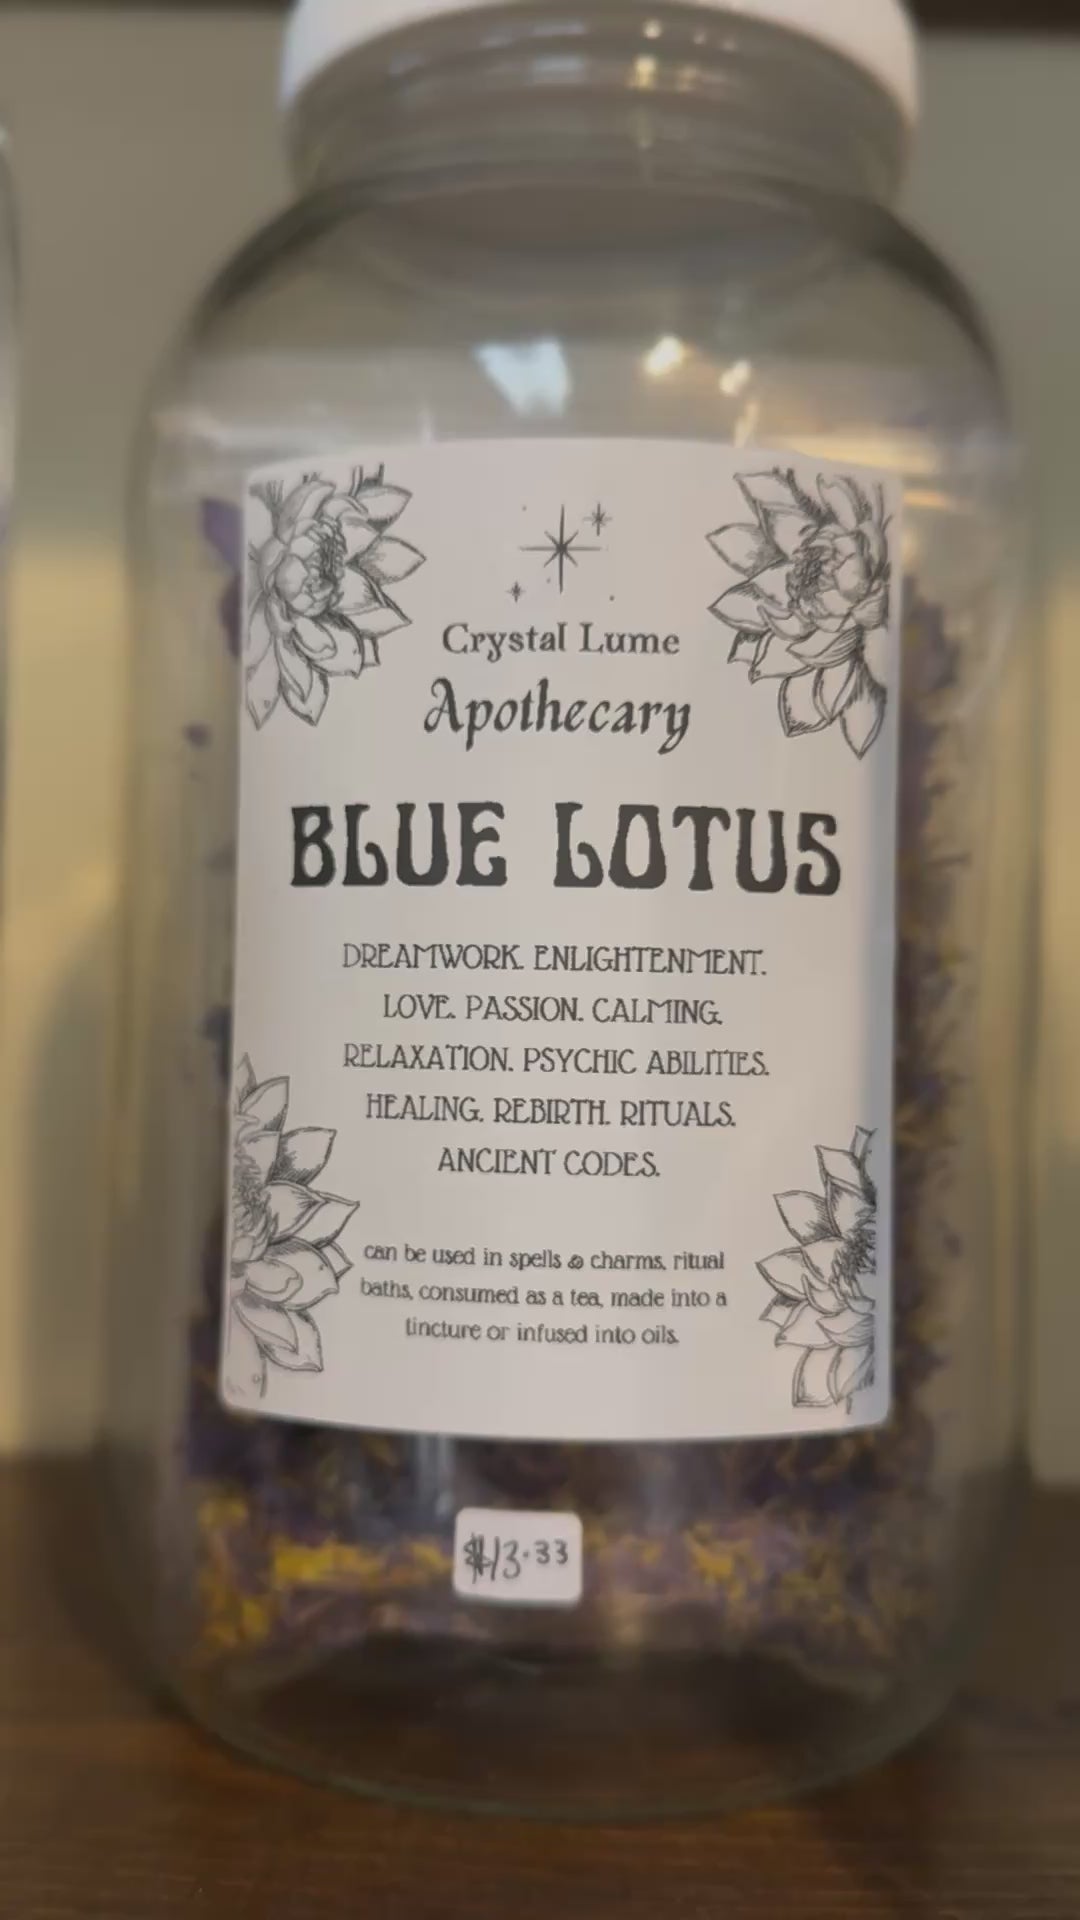 Crystal Lume
Apothecary
BLUE LOTUS
DREAMWORK. ENLIGHTENMENT.
LOVE. PASSION. CALMING.
RELAXATION. PSYCHIC ABILITIES.
HEALING. REBIRTH. RITUALS.
ANCIENT CODES.
can be used in spells & charms, ritual
baths, consumed as a tea, made into a
tincture or infused into oils.
$13.33